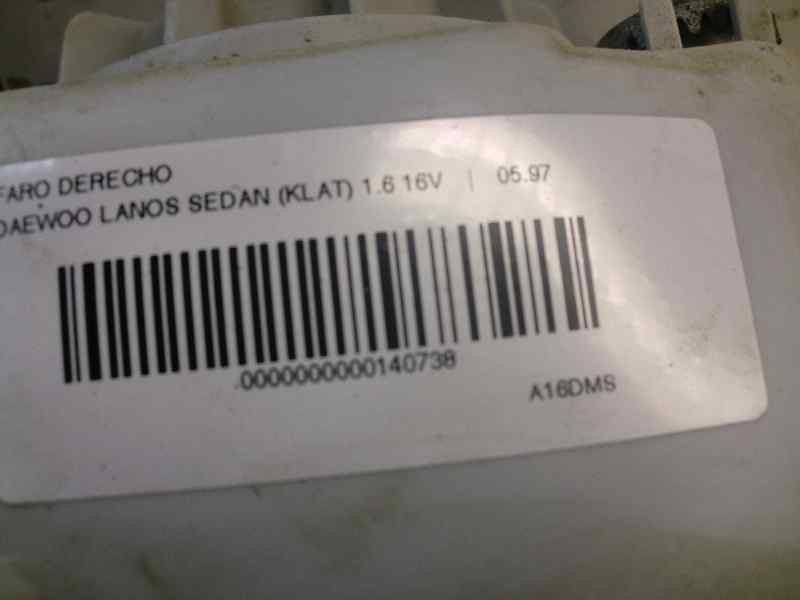 FARO DERECHO
DAEWOO LANOS SEDAN (KLAT) 1.6 16V | 05.97
.0000000000140738
A16DMS